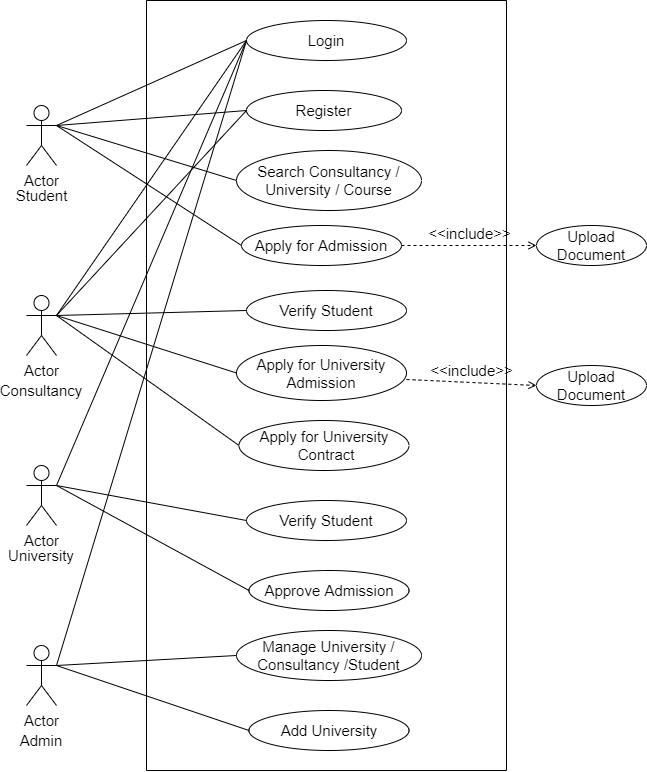 Login
Register
Actor
Student
Search Consultancy /
University / Course
Apply for Admission
<<include>>
Upload
Document
Verify Student
Actor
Consultancy
Apply for University
Admission
<<include>>
Upload
Document
Apply for University
Contract
Verify Student
Actor
University
Approve Admission
Manage University /
Consultancy /Student
Actor
Admin
Add University